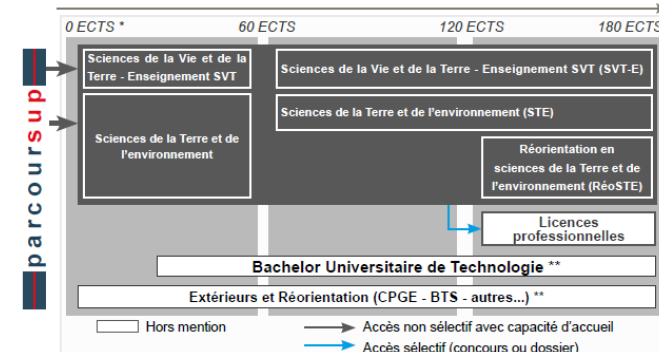 0 ECTS *
60 ECTS
120 ECTS
180 ECTS
parcoursup
Sciences de la Vie et de la
Terre - Enseignement SVT
Sciences de la Vie et de la Terre - Enseignement SVT (SVT-E)
Sciences de la Terre et de
l'environnement
Sciences de la Terre et de l'environnement (STE)
Réorientation en
sciences de la Terre et de
l'environnement (RéoSTE)
Licences
professionnelles
Bachelor Universitaire de Technologie **
Extérieurs et Réorientation (CPGE - BTS - autres...) **
Hors mention
Accès non sélectif avec capacité d'accueil
Accès sélectif (concours ou dossier)